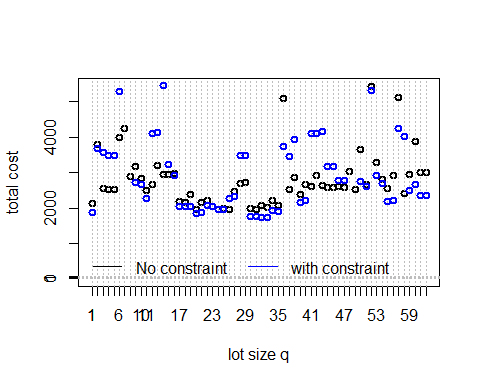 total cost
4000
2000
0
No constraint with constraint
1 6 10 11 17 23 29 35 41 47 53 59
lot size q